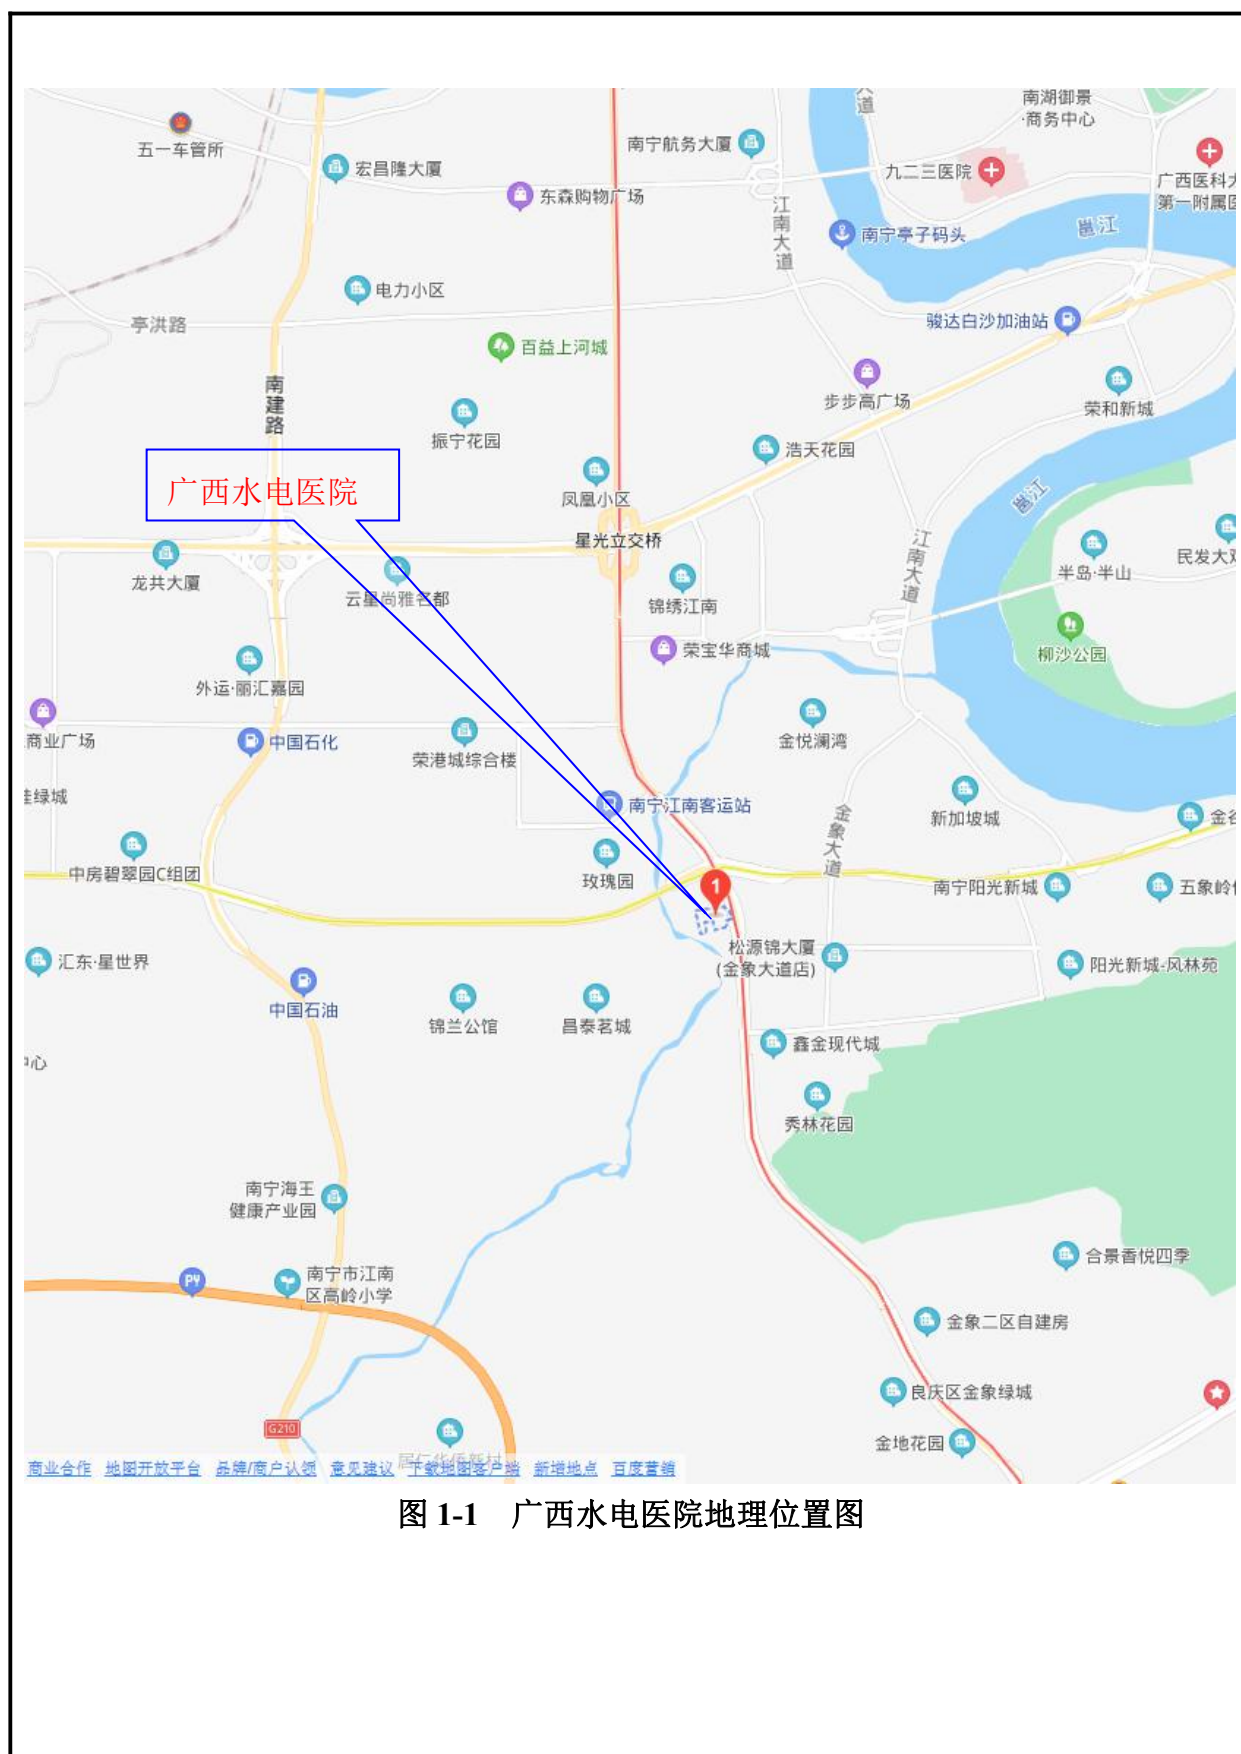 南湖御景
·商务中心
大道
五一车管所
宏昌隆大厦
南宁航务大厦
九二三医院
广西医科大
第一附属医
东森购物广场
江南大道
南宁亭子码头
邕江
电力小区
亭洪路
骏达白沙加油站
百益上河城
南建路
步步高广场
荣和新城
振宁花园
浩天花园
广西水电医院
凤凰小区
邕江
星光立交桥
江南大道
龙共大厦
云星尚雅名都
锦绣江南
半岛·半山
民发大观
荣宝华商城
柳沙公园
外运·丽汇嘉园
商业广场
中国石化
荣港城综合楼
金悦澜湾
佳绿城
南宁江南客运站
金象大道
新加坡城
金谷
中房碧翠园C组团
玫瑰园
1
南宁阳光新城
五象岭
汇东·星世界
松源锦大厦
(金象大道店)
阳光新城-风林苑
中国石油
锦兰公馆
昌泰茗城
鑫金现代城
中心
秀林花园
南宁海王
健康产业园
合景香悦四季
南宁市江南
区高岭小学
金象二区自建房
良庆区金象绿城
G210
金地花园
居仁华侨新村
商业合作 地图开放平台 品牌/商户认领 意见建议 下载地图客户端 新增地点 百度营销
图 1-1 广西水电医院地理位置图